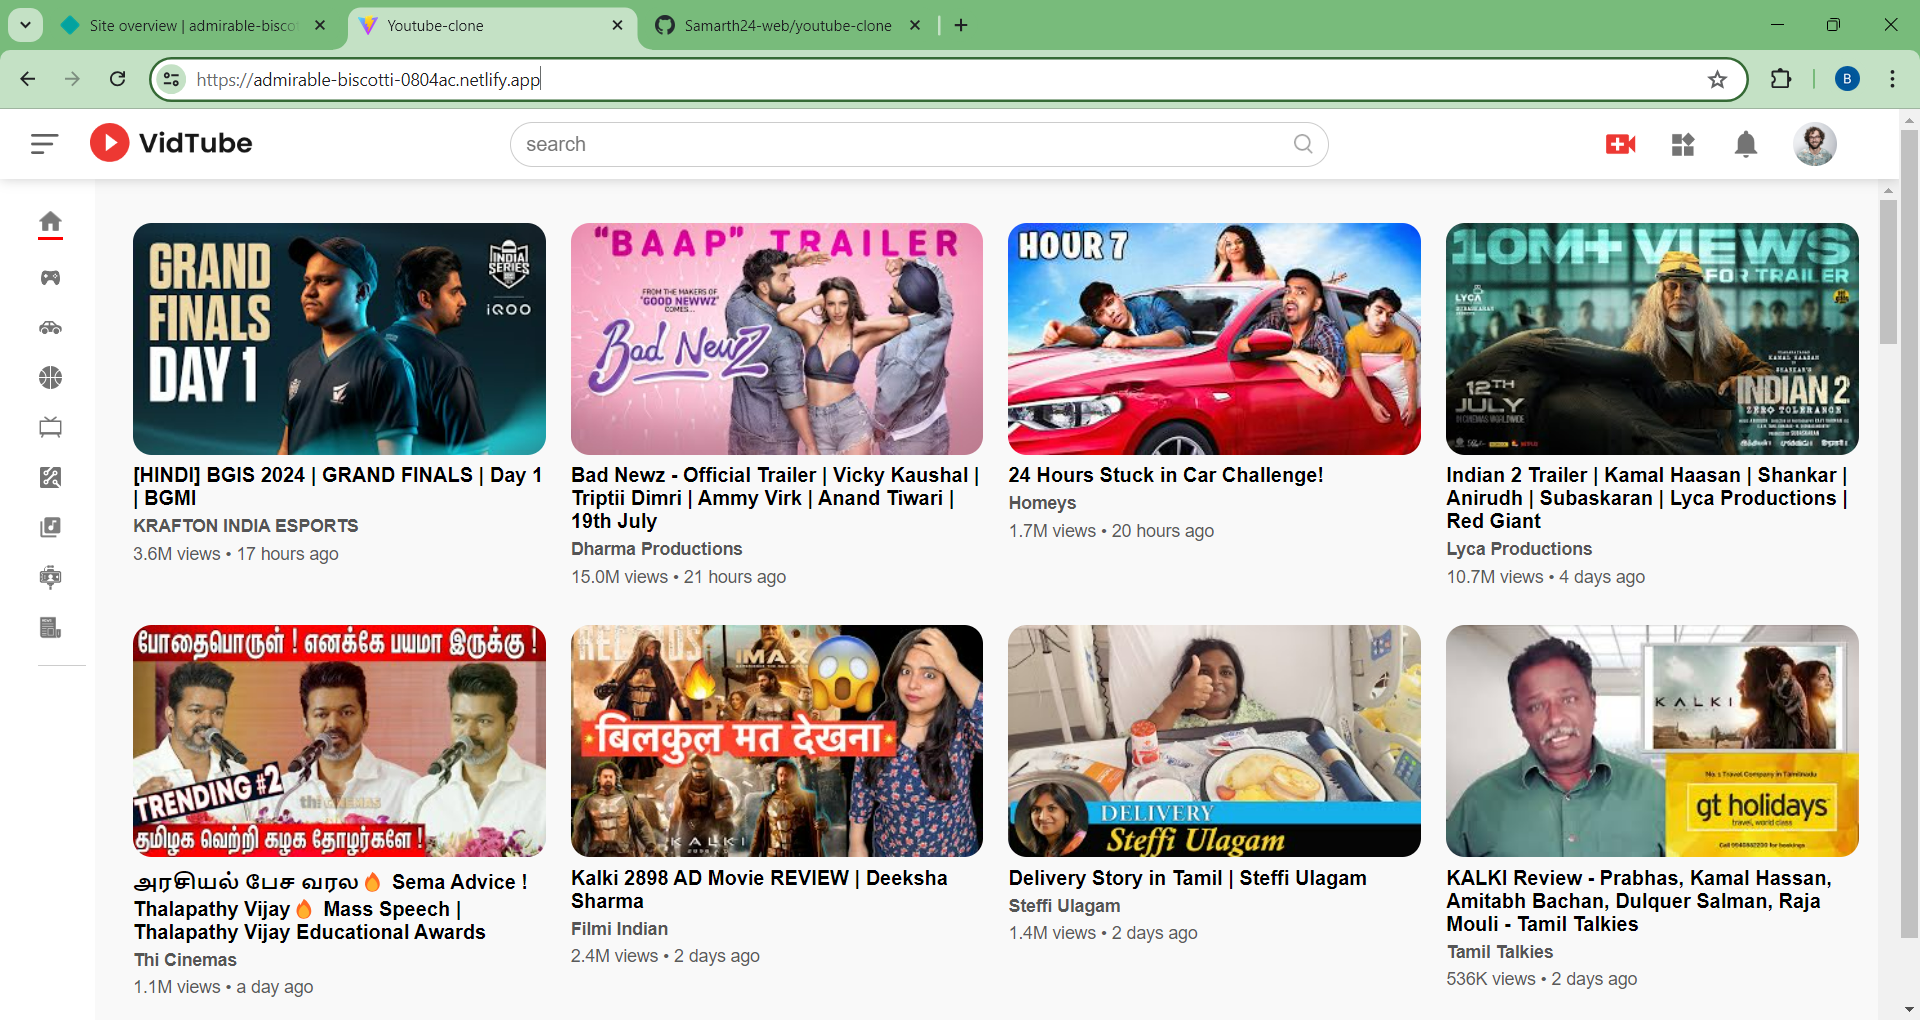 Site overview | admirable-bisco
Youtube-clone
Samarth24-web/youtube-clone
https://admirable-biscotti-0804ac.netlify.app
B
VidTube
search
GRAND
FINALS
DAY 1
INDIA
SERIES
iQOO
"BAAP" TRAILER
FROM THE MAKERS OF
"GOOD NEWWZ"
COMES...
Bad Newz
HOUR 7
10M+ VIEWS
FOR TRAILER
LYCA
12TH
JULY
INDIAN 2
ZERO TOLERANCE
[HINDI] BGIS 2024 | GRAND FINALS | Day 1
| BGMI
KRAFTON INDIA ESPORTS
3.6M views • 17 hours ago
Bad Newz - Official Trailer | Vicky Kaushal |
Triptii Dimri | Ammy Virk | Anand Tiwari |
19th July
Dharma Productions
15.0M views • 21 hours ago
24 Hours Stuck in Car Challenge!
Homeys
1.7M views • 20 hours ago
Indian 2 Trailer | Kamal Haasan | Shankar |
Anirudh | Subaskaran | Lyca Productions |
Red Giant
Lyca Productions
10.7M views • 4 days ago
போதைபொருள் ! எனக்கே பயமா இருக்கு !
TRENDING #2
thi CINEMAS
தமிழக வெற்றி கழக தோழர்களே !
RECORDS
IMAX
बिलकुल मत देखना
KALKI
DELIVERY
Steffi Ulagam
KALKI
No. 1 Travel Company in Tamilnadu
gt holidays
travel, world class
அரசியல் பேச வரல🔥 Sema Advice !
Thalapathy Vijay🔥 Mass Speech |
Thalapathy Vijay Educational Awards
Thi Cinemas
1.1M views • a day ago
Kalki 2898 AD Movie REVIEW | Deeksha
Sharma
Filmi Indian
2.4M views • 2 days ago
Delivery Story in Tamil | Steffi Ulagam
Steffi Ulagam
1.4M views • 2 days ago
KALKI Review - Prabhas, Kamal Hassan,
Amitabh Bachan, Dulquer Salman, Raja
Mouli - Tamil Talkies
Tamil Talkies
536K views • 2 days ago